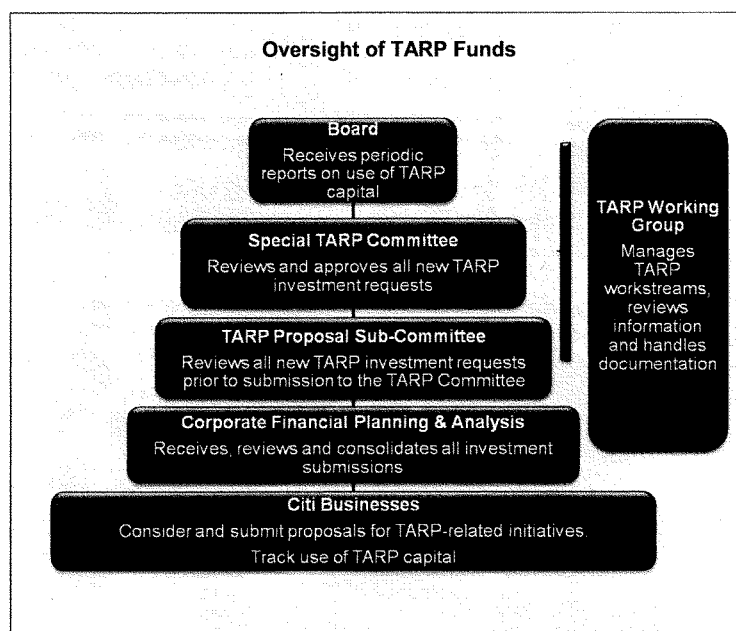 Oversight of TARP Funds
Board
Receives periodic
reports on use of TARP
capital
Special TARP Committee
Reviews and approves all new TARP
investment requests
TARP Proposal Sub-Committee
Reviews all new TARP investment requests
prior to submission to the TARP Committee
Corporate Financial Planning & Analysis
Receives, reviews and consolidates all investment
submissions
Citi Businesses
Consider and submit proposals for TARP-related initiatives.
Track use of TARP capital
TARP Working
Group
Manages
TARP
workstreams,
reviews
information
and handles
documentation